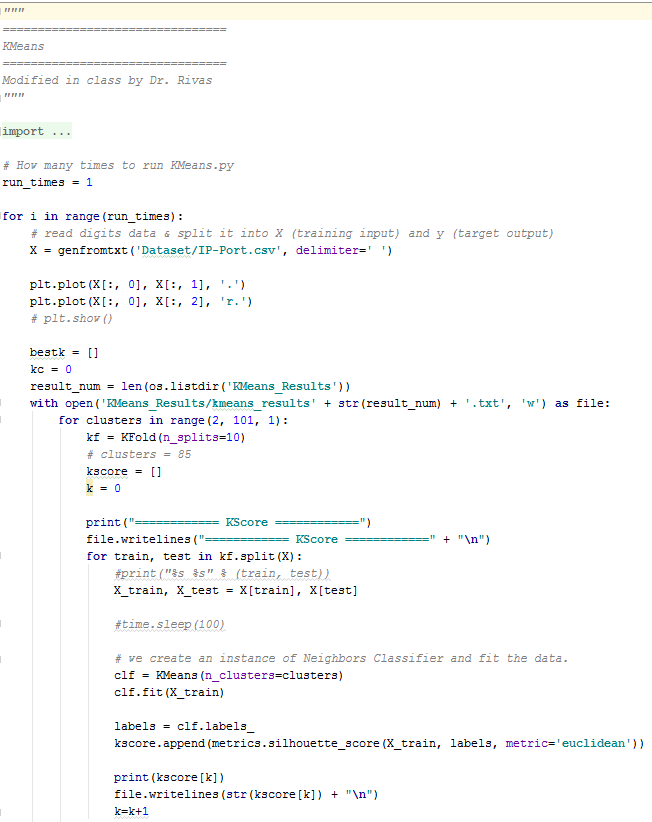 """
================================
KMeans
================================
Modified in class by Dr. Rivas
"""
import ...
# How many times to run KMeans.py
run_times = 1
for i in range(run_times):
# read digits data & split it into X (training input) and y (target output)
X = genfromtxt('Dataset/IP-Port.csv', delimiter=' ')
plt.plot(X[:, 0], X[:, 1], '.')
plt.plot(X[:, 0], X[:, 2], 'r.')
# plt.show()
bestk = []
kc = 0
result_num = len(os.listdir('KMeans_Results'))
with open('KMeans_Results/kmeans_results' + str(result_num) + '.txt', 'w') as file:
for clusters in range(2, 101, 1):
kf = KFold(n_splits=10)
# clusters = 85
kscore = []
k = 0
print("============ KScore ============")
file.writelines("============ KScore ============" + "\n")
for train, test in kf.split(X):
#print("%s %s" % (train, test))
X_train, X_test = X[train], X[test]
#time.sleep(100)
# we create an instance of Neighbors Classifier and fit the data.
clf = KMeans(n_clusters=clusters)
clf.fit(X_train)
labels = clf.labels_
kscore.append(metrics.silhouette_score(X_train, labels, metric='euclidean'))
print(kscore[k])
file.writelines(str(kscore[k]) + "\n")
k=k+1